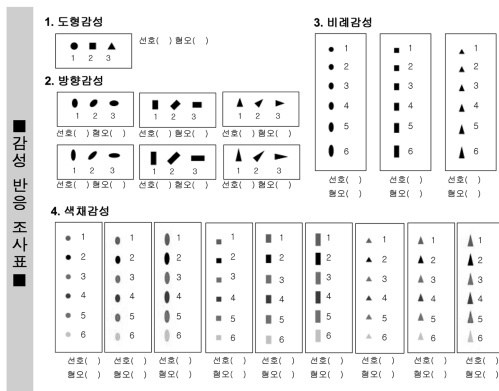 ■감성 반응 조사표■
1. 도형감성
1 2 3
선호( ) 혐오( )
2. 방향감성
1 2 3
1 2 3
1 2 3
선호( ) 혐오( )
선호( ) 혐오( )
선호( ) 혐오( )
1 2 3
1 2 3
1 2 3
선호( ) 혐오( )
선호( ) 혐오( )
선호( ) 혐오( )
3. 비례감성
1 1 1
2 2 2
3 3 3
4 4 4
5 5 5
6 6 6
선호( ) 선호( ) 선호( )
혐오( ) 혐오( ) 혐오( )
4. 색채감성
1 1 1 1 1 1 1 1 1
2 2 2 2 2 2 2 2 2
3 3 3 3 3 3 3 3 3
4 4 4 4 4 4 4 4 4
5 5 5 5 5 5 5 5 5
6 6 6 6 6 6 6 6 6
선호( ) 선호( ) 선호( ) 선호( ) 선호( ) 선호( ) 선호( ) 선호( ) 선호( )
혐오( ) 혐오( ) 혐오( ) 혐오( ) 혐오( ) 혐오( ) 혐오( ) 혐오( ) 혐오( )